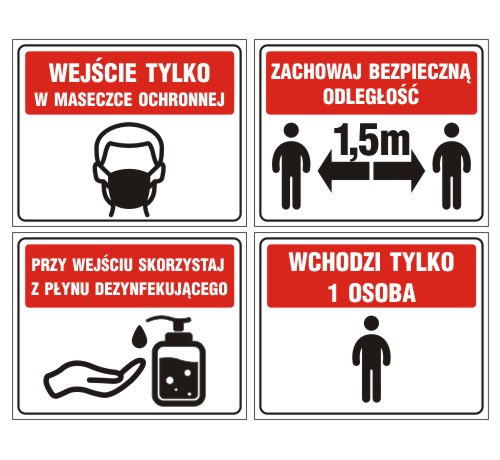 WEJŚCIE TYLKO
W MASECZCE OCHRONNEJ
ZACHOWAJ BEZPIECZNĄ
ODLEGŁOŚĆ
1,5m
PRZY WEJŚCIU SKORZYSTAJ
Z PŁYNU DEZYNFEKUJĄCEGO
WCHODZI TYLKO
1 OSOBA